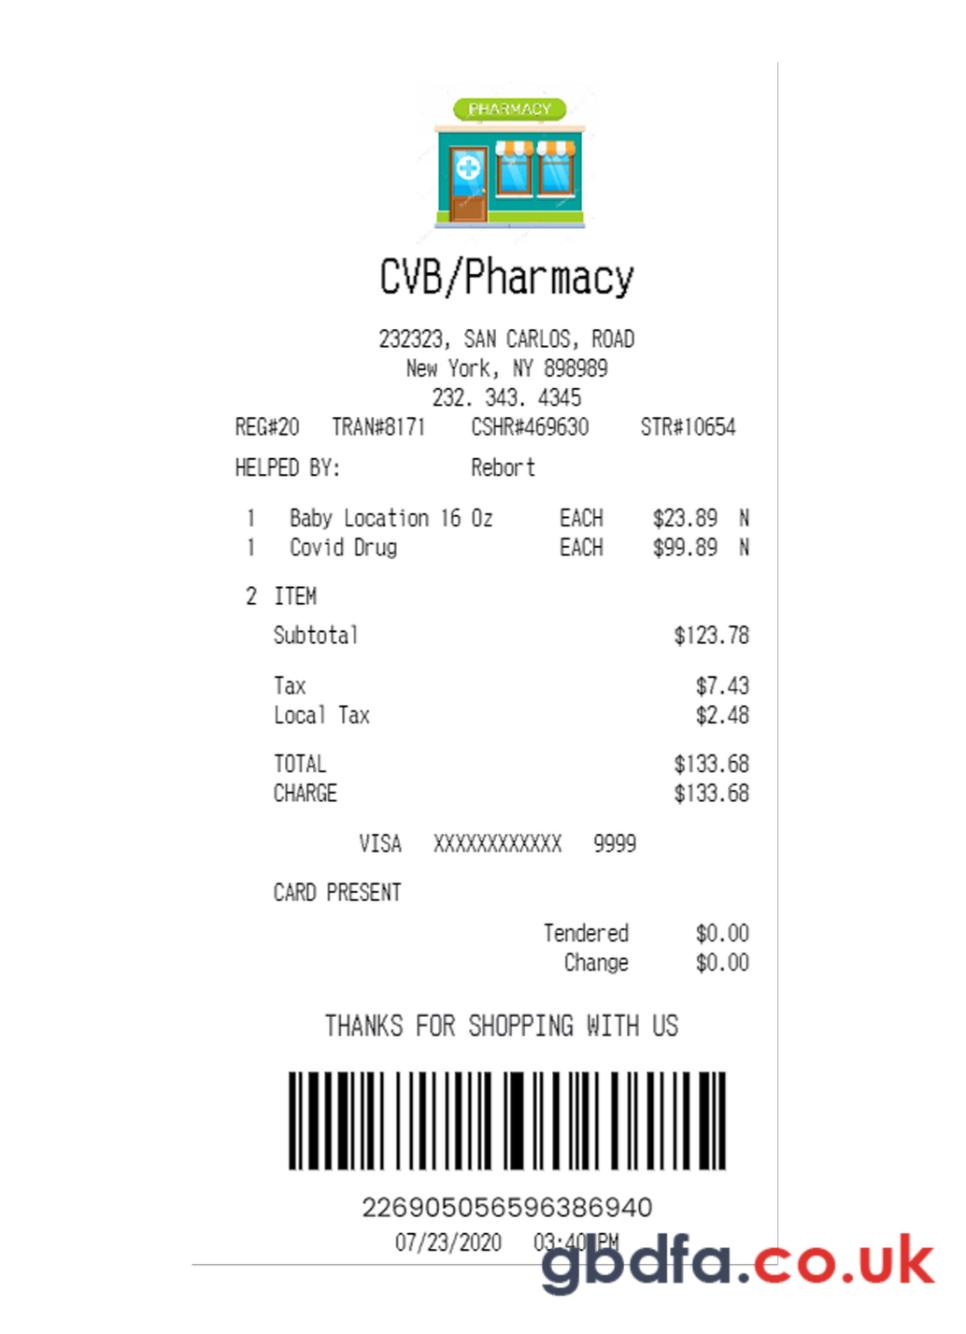 PHARMACY
CVB/Pharmacy
232323, SAN CARLOS, ROAD
New York, NY 898989
232. 343. 4345
REG#20 TRAN#8171 CSHR#469630 STR#10654
HELPED BY: Rebort
1 Baby Location 16 Oz EACH $23.89 N
1 Covid Drug EACH $99.89 N
2 ITEM
Subtotal $123.78
Tax $7.43
Local Tax $2.48
TOTAL $133.68
CHARGE $133.68
VISA XXXXXXXXXXXX 9999
CARD PRESENT
Tendered $0.00
Change $0.00
THANKS FOR SHOPPING WITH US
226905056596386940
07/23/2020 03:40 PM
gbdfa.co.uk